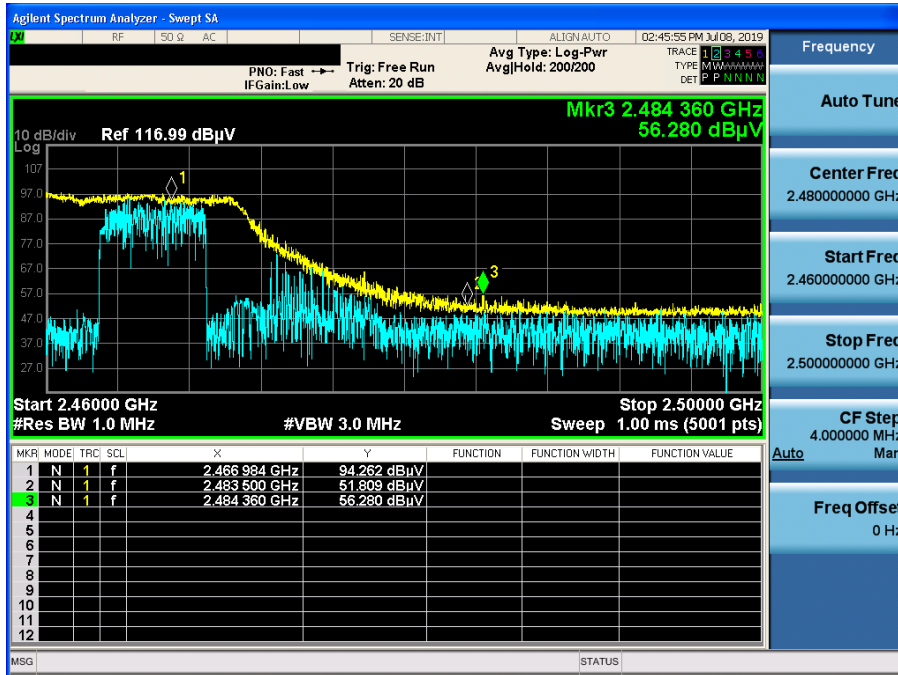 Agilent Spectrum Analyzer - Swept SA
LXI RF 50 Ω AC SENSE:INT ALIGN AUTO 02:45:55 PM Jul 08, 2019
Frequency
PNO: Fast Trig: Free Run Avg Type: Log-Pwr TRACE 1 2 3 4 5 6
IFGain:Low Atten: 20 dB Avg|Hold: 200/200 TYPE M W
DET P P N N N N
Auto Tune
Mkr3 2.484 360 GHz
56.280 dBµV
10 dB/div Ref 116.99 dBµV
Log
107
97.0
87.0
77.0
67.0
57.0
47.0
37.0
27.0
1
3
Start 2.46000 GHz Stop 2.50000 GHz
#Res BW 1.0 MHz #VBW 3.0 MHz Sweep 1.00 ms (5001 pts)
Center Freq
2.480000000 GHz
Start Freq
2.460000000 GHz
Stop Freq
2.500000000 GHz
CF Step
4.000000 MHz
Auto Man
Freq Offset
0 Hz
MKR MODE TRC SCL X Y FUNCTION FUNCTION WIDTH FUNCTION VALUE
1 N 1 f 2.466 984 GHz 94.262 dBµV
2 N 1 f 2.483 500 GHz 51.809 dBµV
3 N 1 f 2.484 360 GHz 56.280 dBµV
4
5
6
7
8
9
10
11
12
MSG STATUS